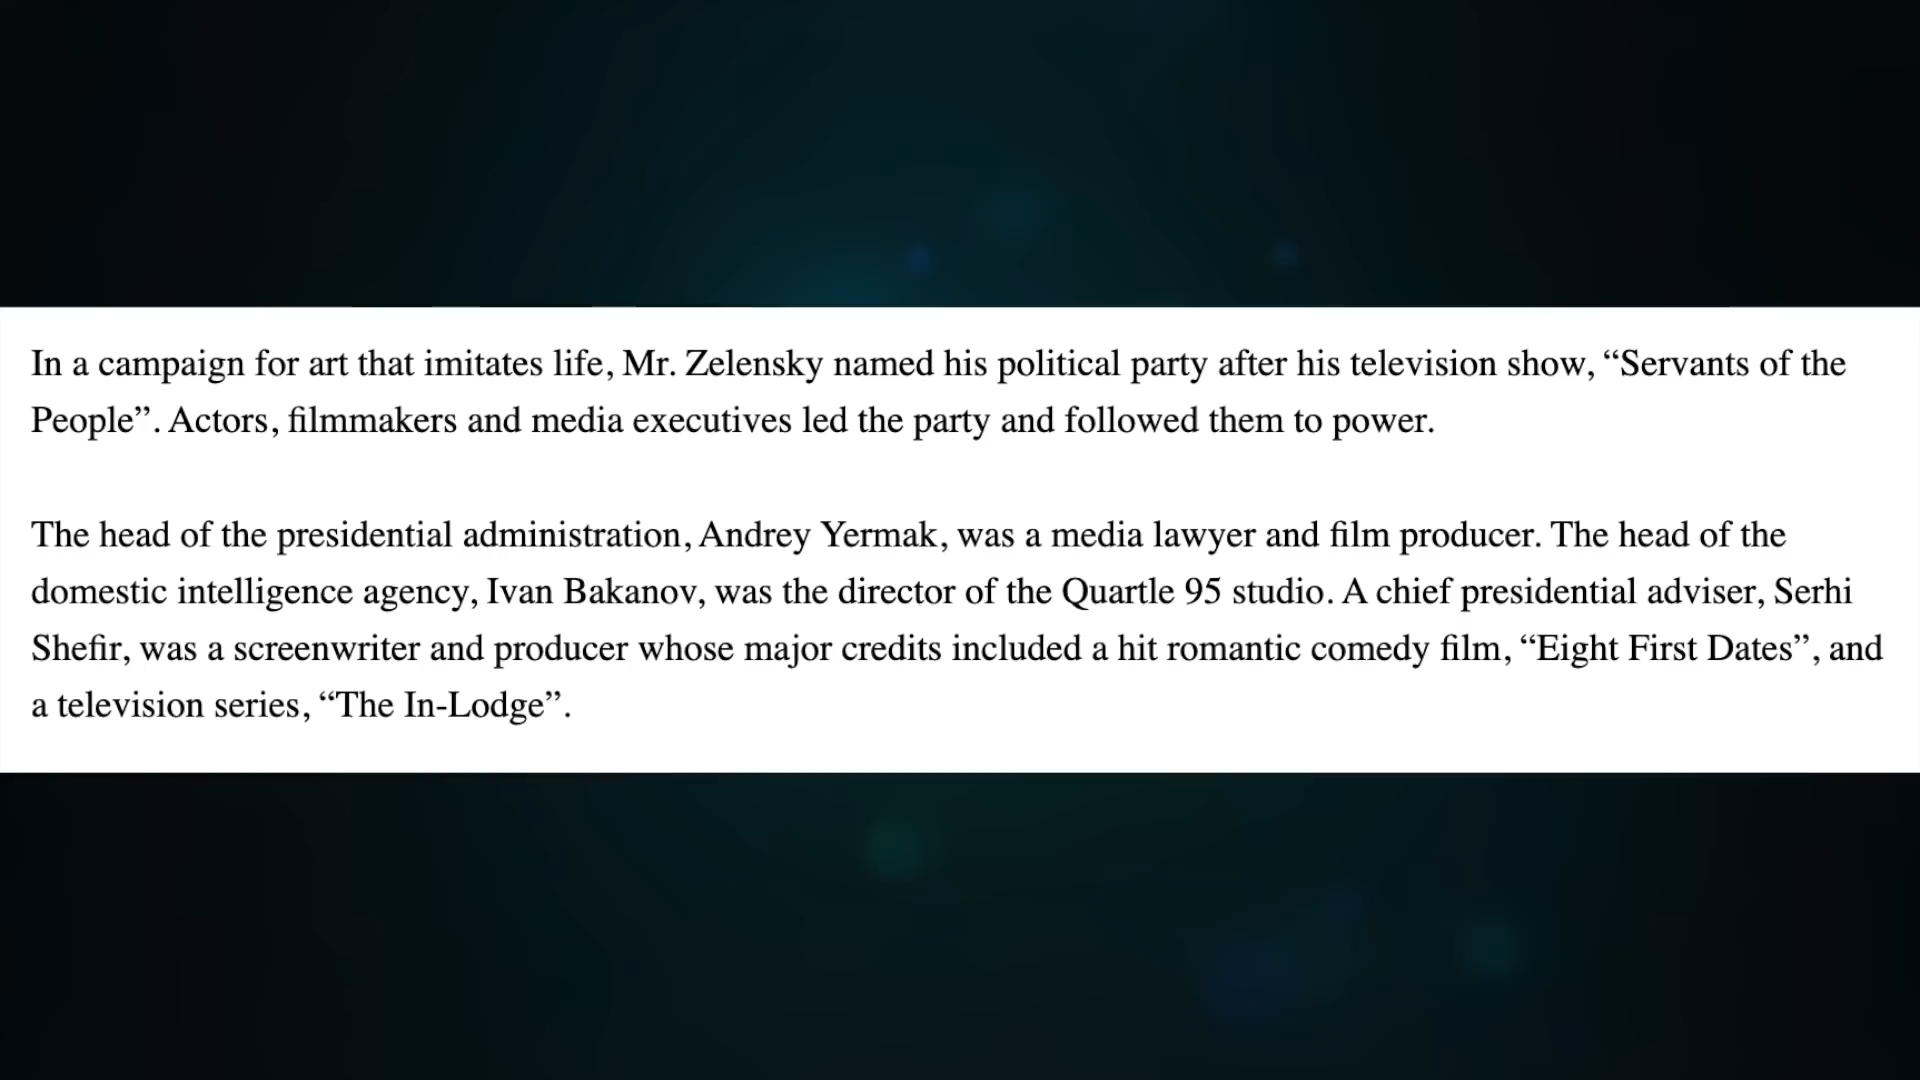 In a campaign for art that imitates life, Mr. Zelensky named his political party after his television show, “Servants of the
People”. Actors, filmmakers and media executives led the party and followed them to power.
The head of the presidential administration, Andrey Yermak, was a media lawyer and film producer. The head of the
domestic intelligence agency, Ivan Bakanov, was the director of the Quartle 95 studio. A chief presidential adviser, Serhi
Shefir, was a screenwriter and producer whose major credits included a hit romantic comedy film, “Eight First Dates”, and
a television series, “The In-Lodge”.